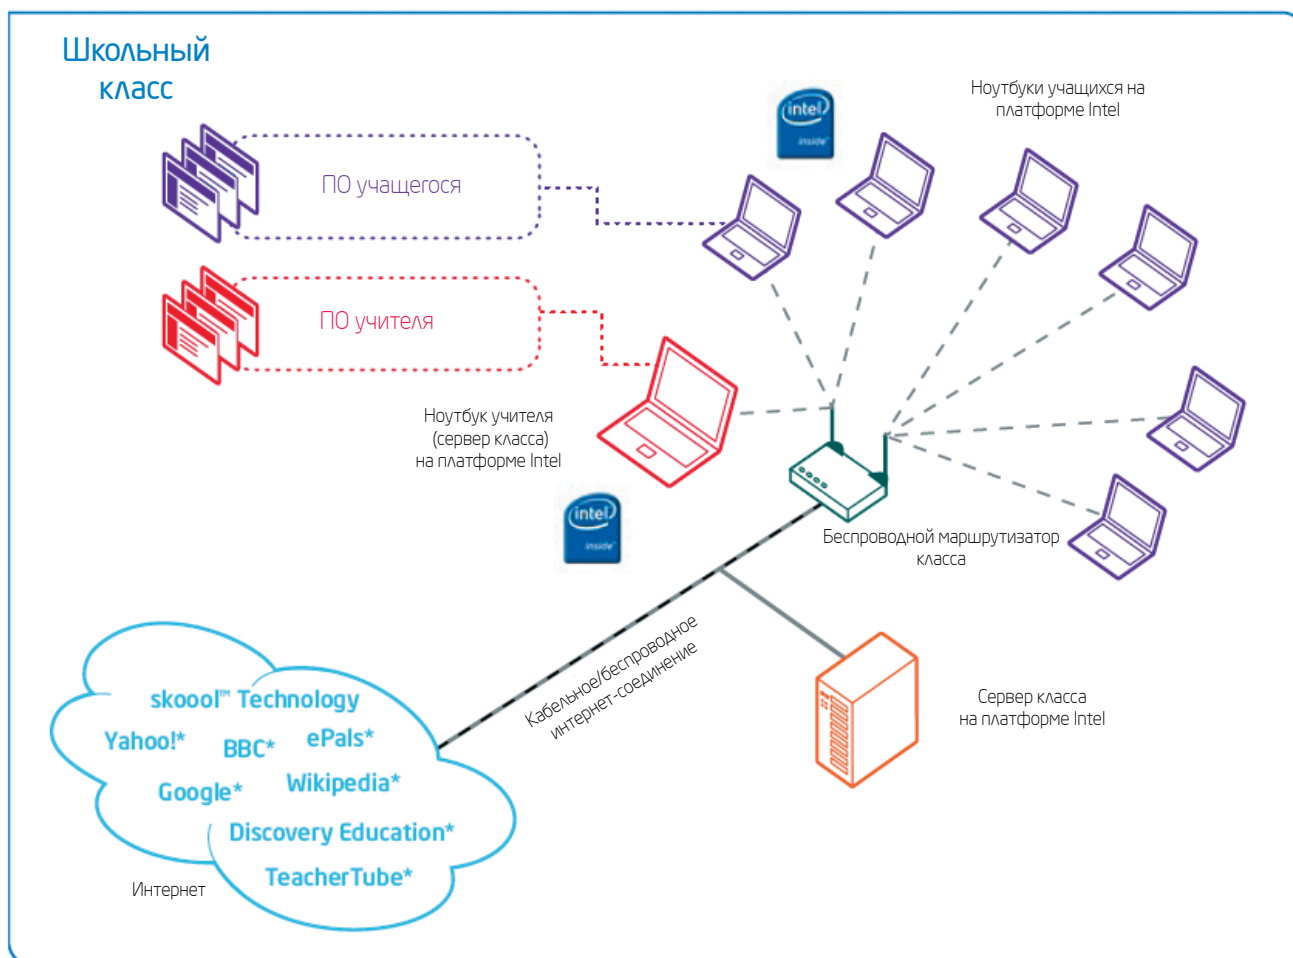 Школьный
класс
Ноутбуки учащихся на
платформе Intel
intel
inside™
ПО учащегося
ПО учителя
Ноутбук учителя
(сервер класса)
на платформе Intel
intel
inside™
Беспроводной маршрутизатор
класса
Кабельное/беспроводное
интернет-соединение
Сервер класса
на платформе Intel
skoool™ Technology
Yahoo!* BBC* ePals*
Google* Wikipedia*
Discovery Education*
TeacherTube*
Интернет